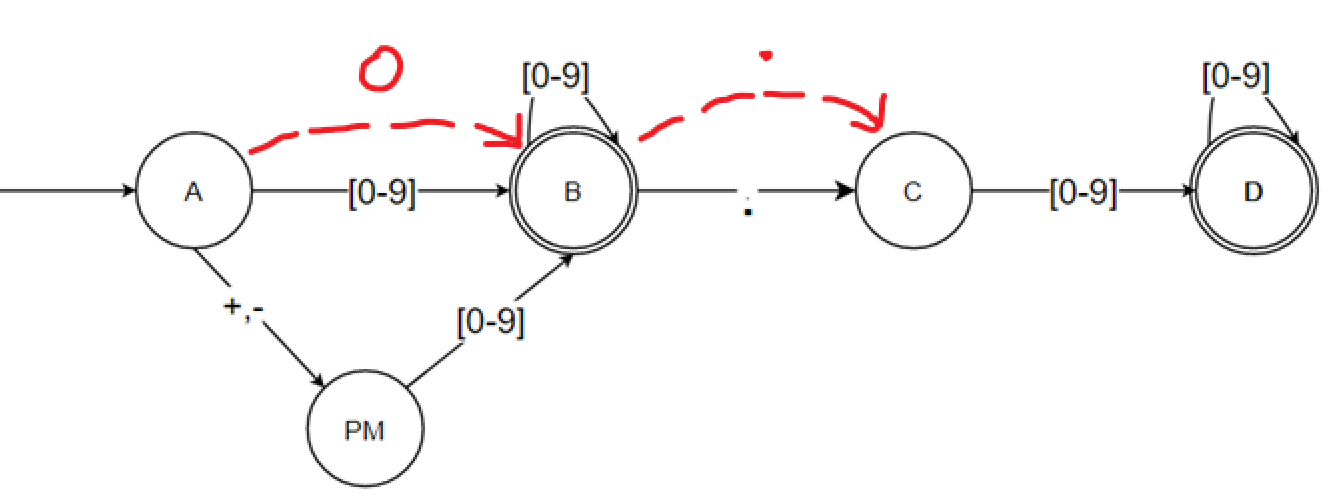 0 .
[0-9] [0-9]
A [0-9] B . C [0-9] D
+,- [0-9]
PM